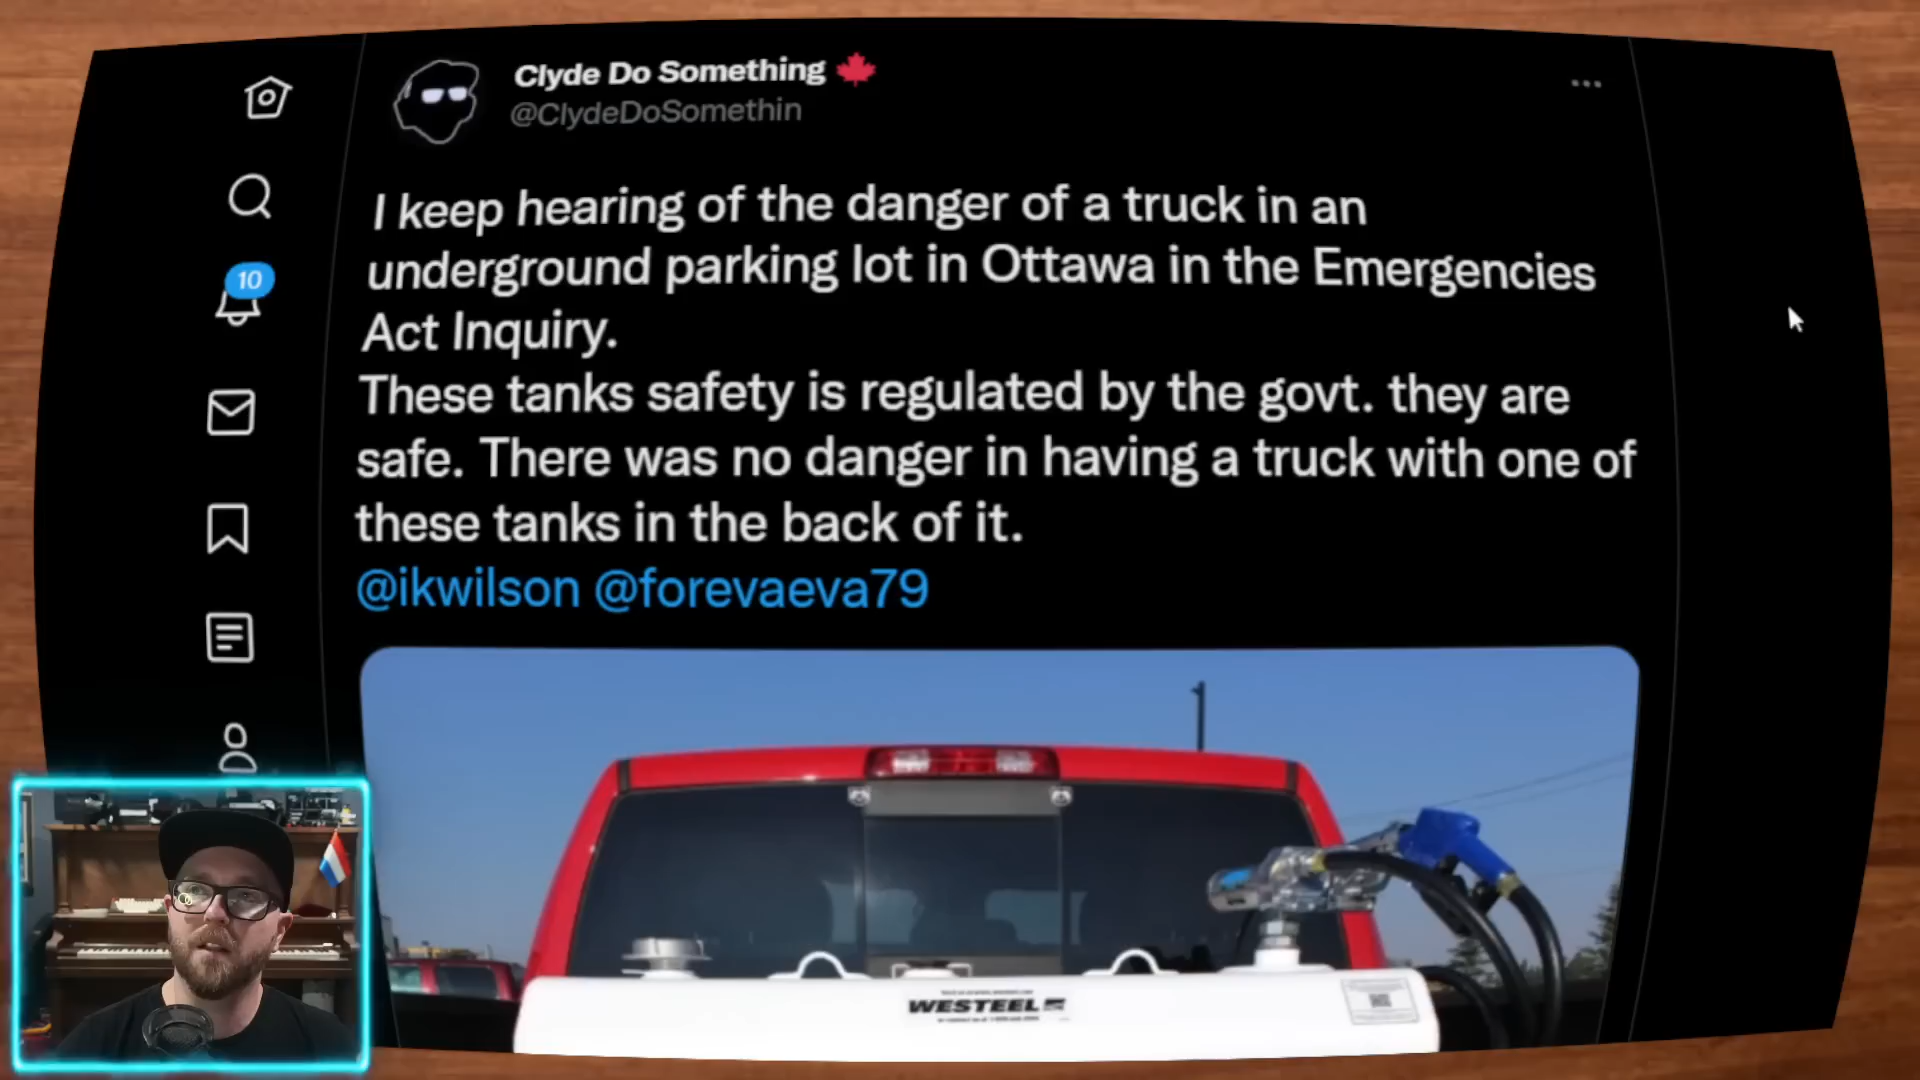 Clyde Do Something
@ClydeDoSomethin
10
I keep hearing of the danger of a truck in an
underground parking lot in Ottawa in the Emergencies
Act Inquiry.
These tanks safety is regulated by the govt. they are
safe. There was no danger in having a truck with one of
these tanks in the back of it.
@ikwilson @forevaeva79
WESTEEL